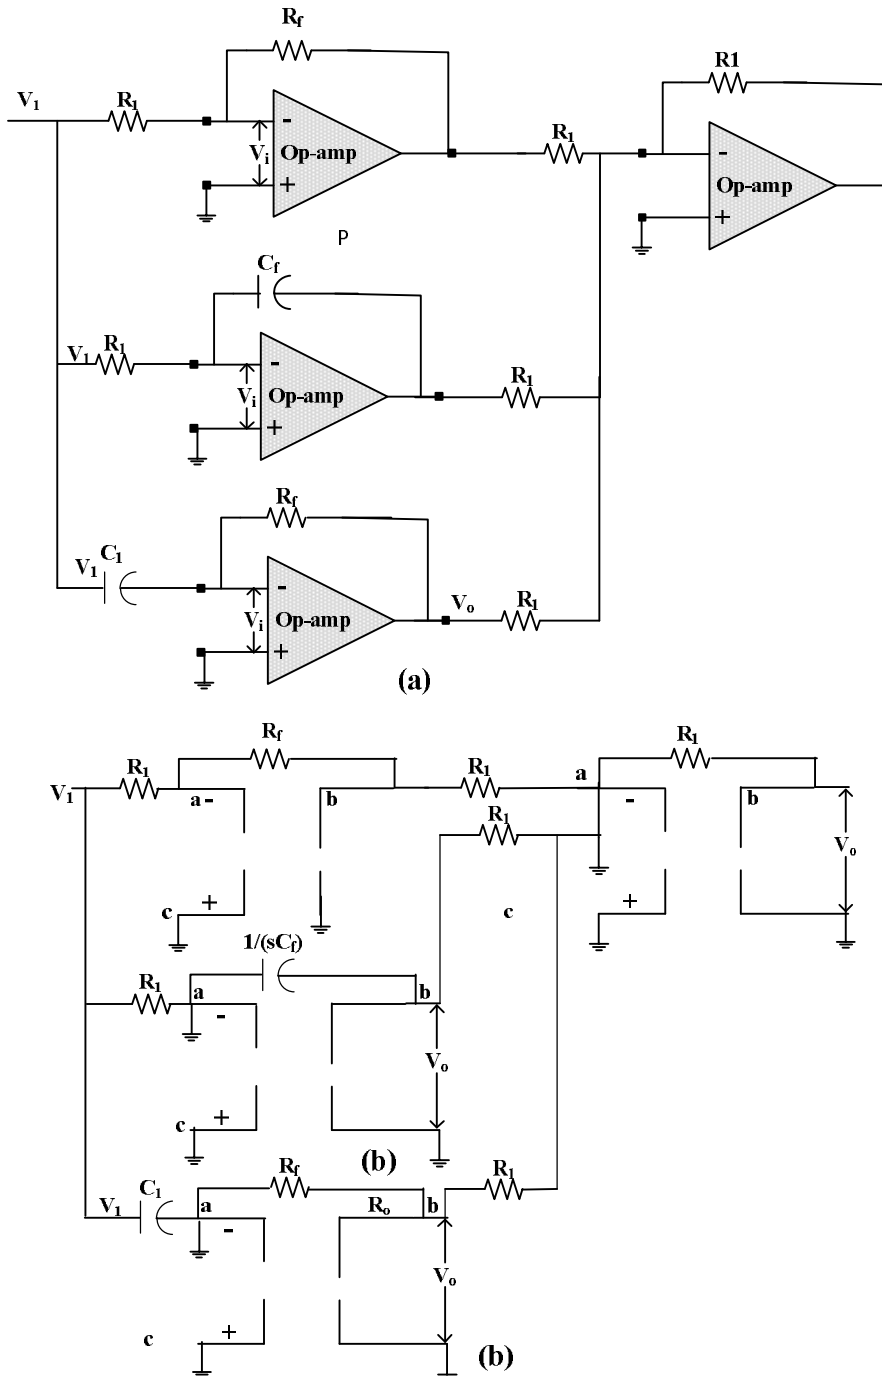 Rf
R1
V1 R1
R1
- Vi Op-amp +
- Op-amp +
P
Cf
V1 R1
R1
- Vi Op-amp +
Rf
V1 C1
Vo R1
- Vi Op-amp +
(a)
Rf R1
V1 R1 a - b R1 a - b
R1
Vo
c + c +
1/(sCf)
R1 a - b
Vo
c + (b)
Rf R1
V1 C1 a - Ro b
Vo
c + (b)